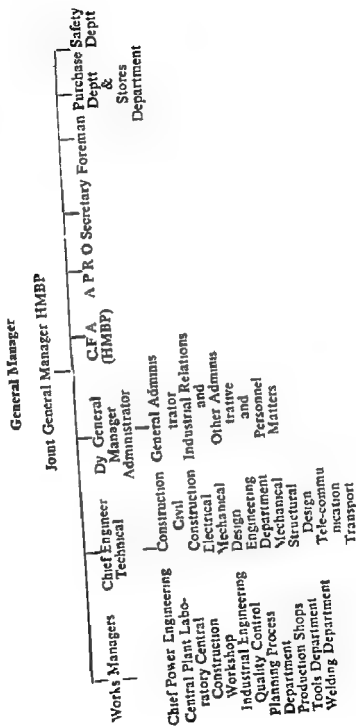 General Manager
Joint General Manager HMBP
Works Managers
Chief Power Engineering
Central Plant Labo-
ratory Central
Construction
Workshop
Industrial Engineering
Quality Control
Planning Process
Department
Production Shops
Tools Department
Welding Department
Chief Engineer
Technical
Construction
Civil
Construction
Electrical
Mechanical
Design
Engineering
Department
Mechanical
Structural
Design
Tele-commu
nication
Transport
Dy General
Manager
Administrator
General Adminis
trator
Industrial Relations
and
Other Adminis
trative
and
Personnel
Matters
C.F A
(HMBP)
A P R O
Secretary
Foreman
Purchase
Deptt
&
Stores
Department
Safety
Deptt